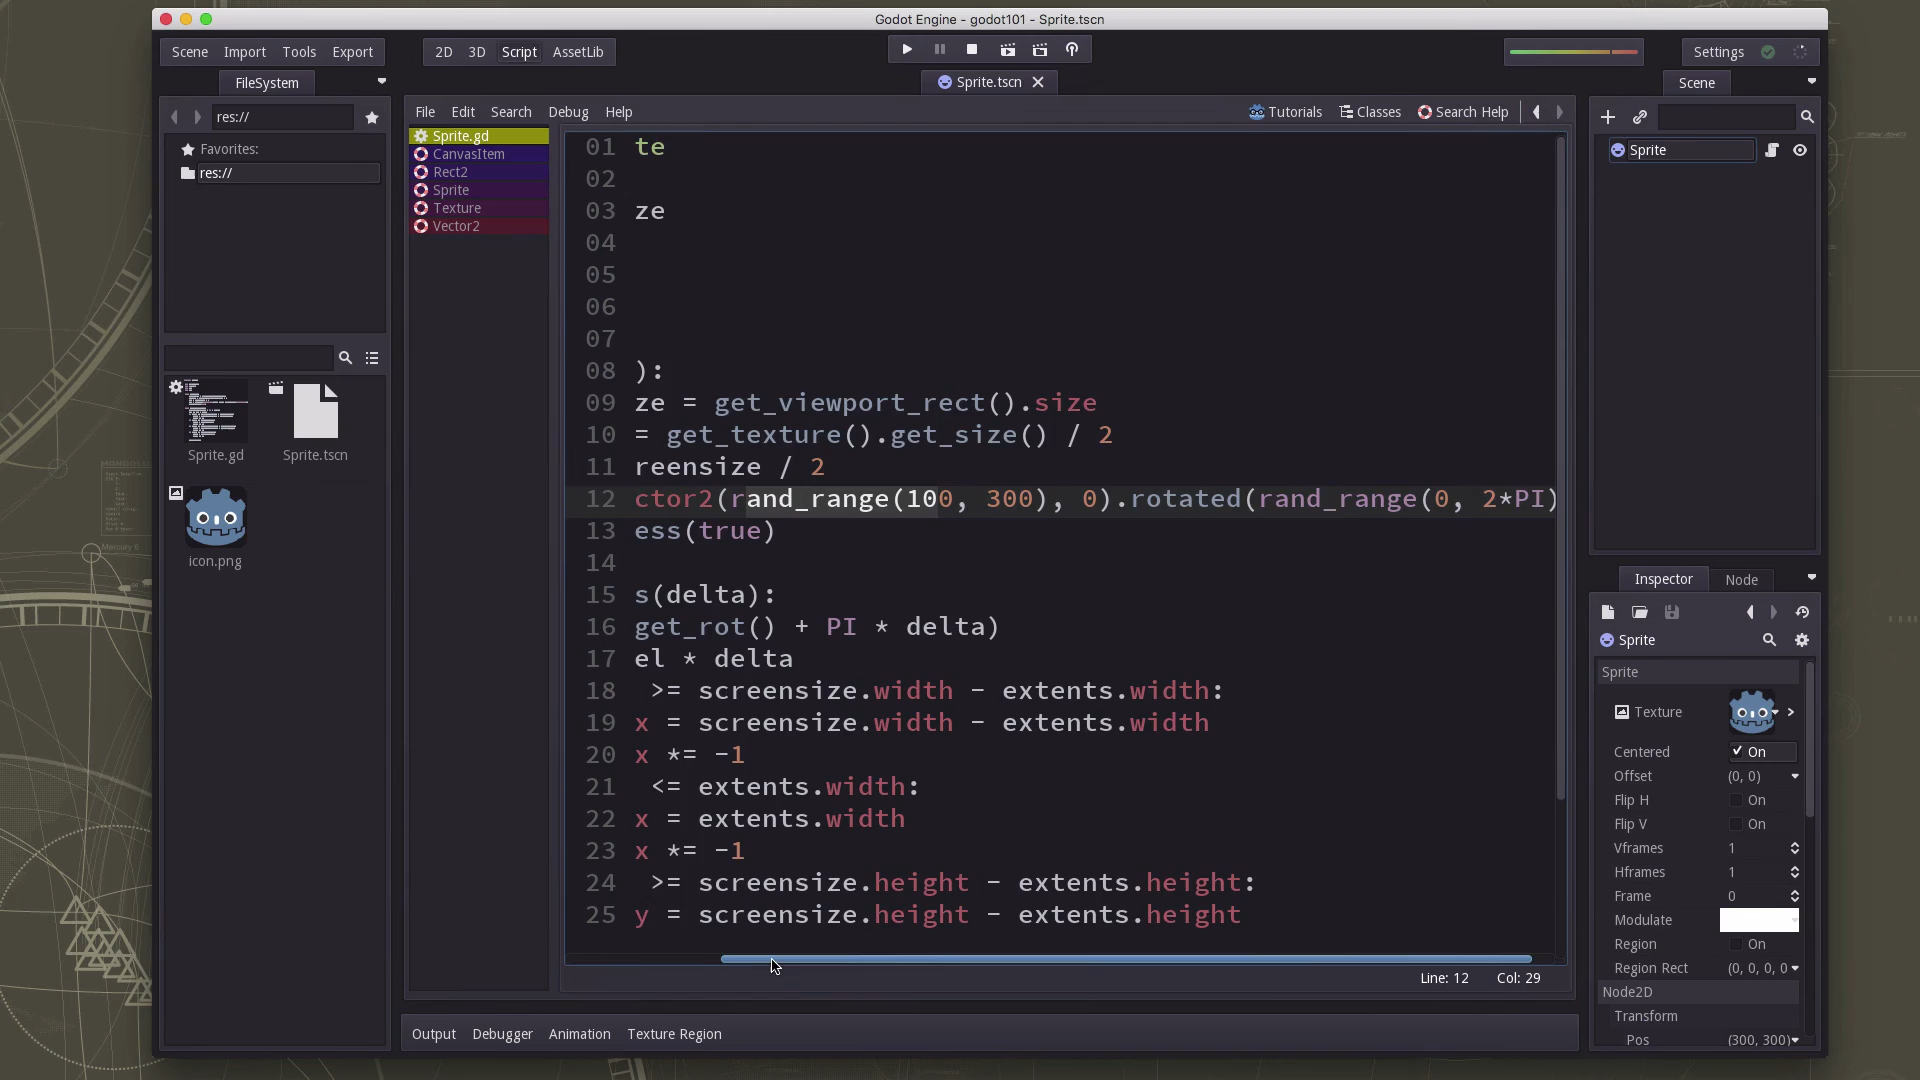 Godot Engine - godot101 - Sprite.tscn
Scene Import Tools Export
2D 3D Script AssetLib
Settings
FileSystem
Sprite.tscn
Scene
res://
File Edit Search Debug Help
Tutorials Classes Search Help
Favorites:
res://
Sprite.gd
CanvasItem
Rect2
Sprite
Texture
Vector2
Sprite.gd
Sprite.tscn
icon.png
01 te
02
03 ze
04
05
06
07
08 ):
09 ze = get_viewport_rect().size
10 = get_texture().get_size() / 2
11 reensize / 2
12 ctor2(rand_range(100, 300), 0).rotated(rand_range(0, 2*PI)
13 ess(true)
14
15 s(delta):
16 get_rot() + PI * delta)
17 el * delta
18 >= screensize.width - extents.width:
19 x = screensize.width - extents.width
20 x *= -1
21 <= extents.width:
22 x = extents.width
23 x *= -1
24 >= screensize.height - extents.height:
25 y = screensize.height - extents.height
Line: 12 Col: 29
Output Debugger Animation Texture Region
Sprite
Inspector Node
Sprite
Sprite
Texture
Centered On
Offset (0, 0)
Flip H On
Flip V On
Vframes 1
Hframes 1
Frame 0
Modulate
Region On
Region Rect (0, 0, 0, 0
Node2D
Transform
Pos (300, 300)